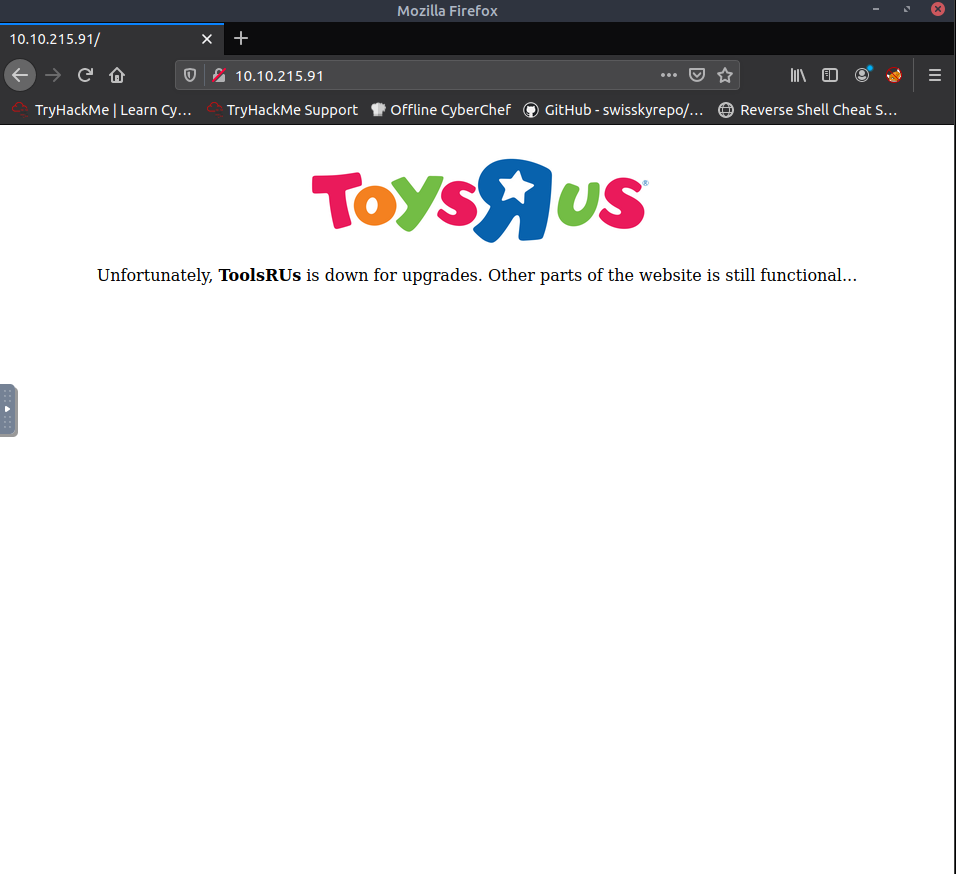 Mozilla Firefox
10.10.215.91/
10.10.215.91
TryHackMe | Learn Cy… TryHackMe Support Offline CyberChef GitHub - swisskyrepo/… Reverse Shell Cheat S…
ToysRus®
Unfortunately, ToolsRUs is down for upgrades. Other parts of the website is still functional...